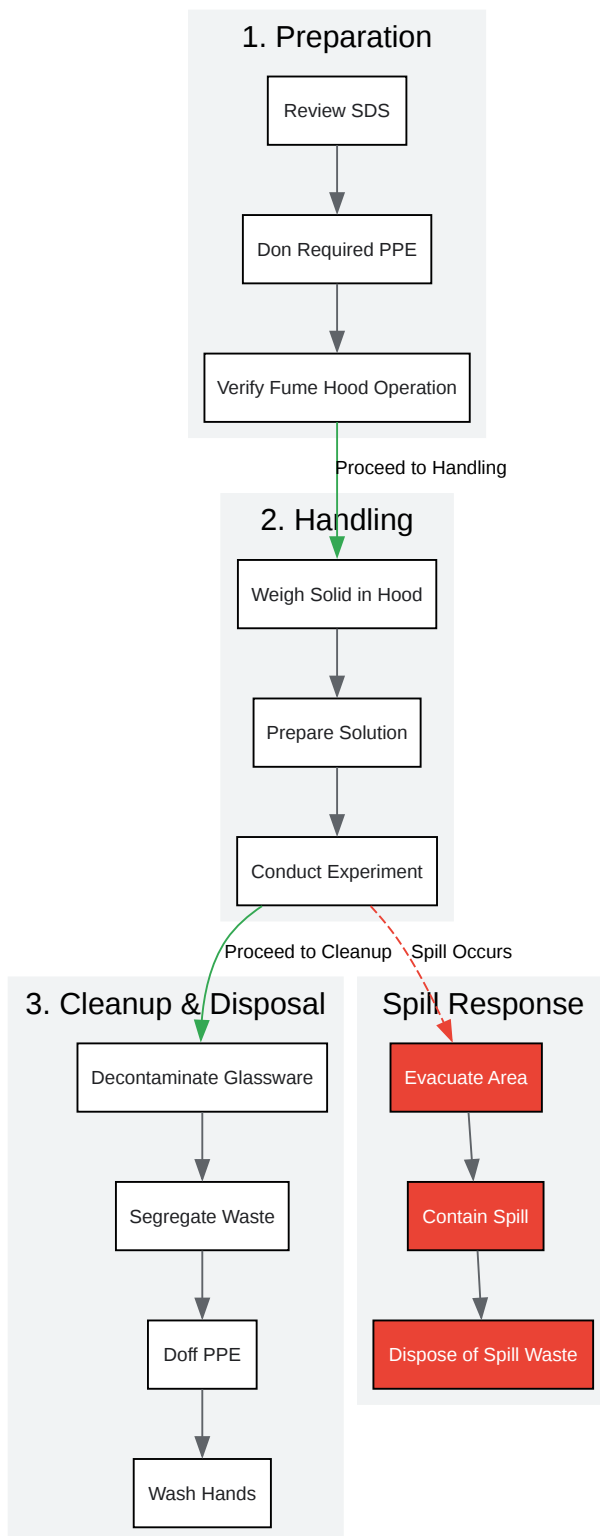 1. Preparation
Review SDS
Don Required PPE
Verify Fume Hood Operation
Proceed to Handling
2. Handling
Weigh Solid in Hood
Prepare Solution
Conduct Experiment
Proceed to Cleanup
Spill Occurs
3. Cleanup & Disposal
Decontaminate Glassware
Segregate Waste
Doff PPE
Wash Hands
Spill Response
Evacuate Area
Contain Spill
Dispose of Spill Waste